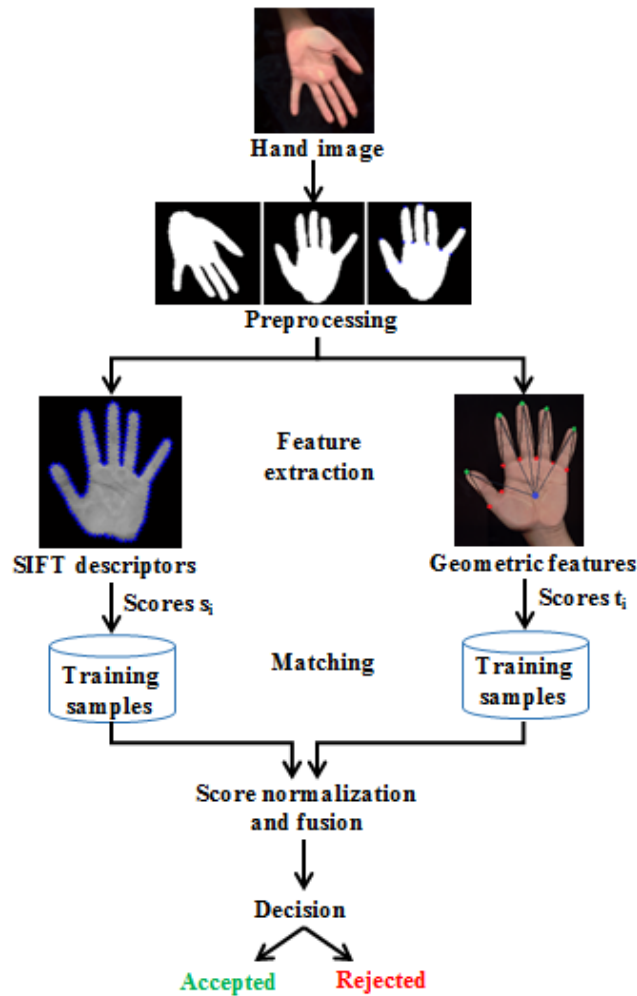 Hand image
Preprocessing
Feature
extraction
SIFT descriptors
Geometric features
Scores sᵢ
Scores tᵢ
Training
samples
Matching
Training
samples
Score normalization
and fusion
Decision
Accepted
Rejected